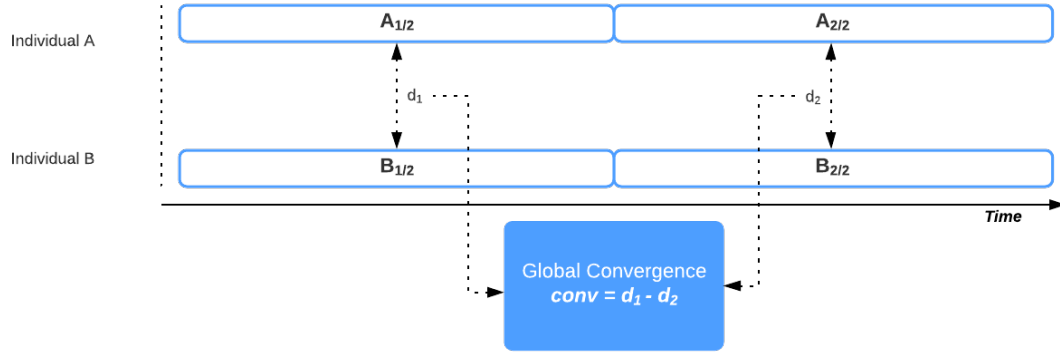 A1/2 A2/2
Individual A
d1 d2
Individual B
B1/2 B2/2
Time
Global Convergence
conv = d1 - d2